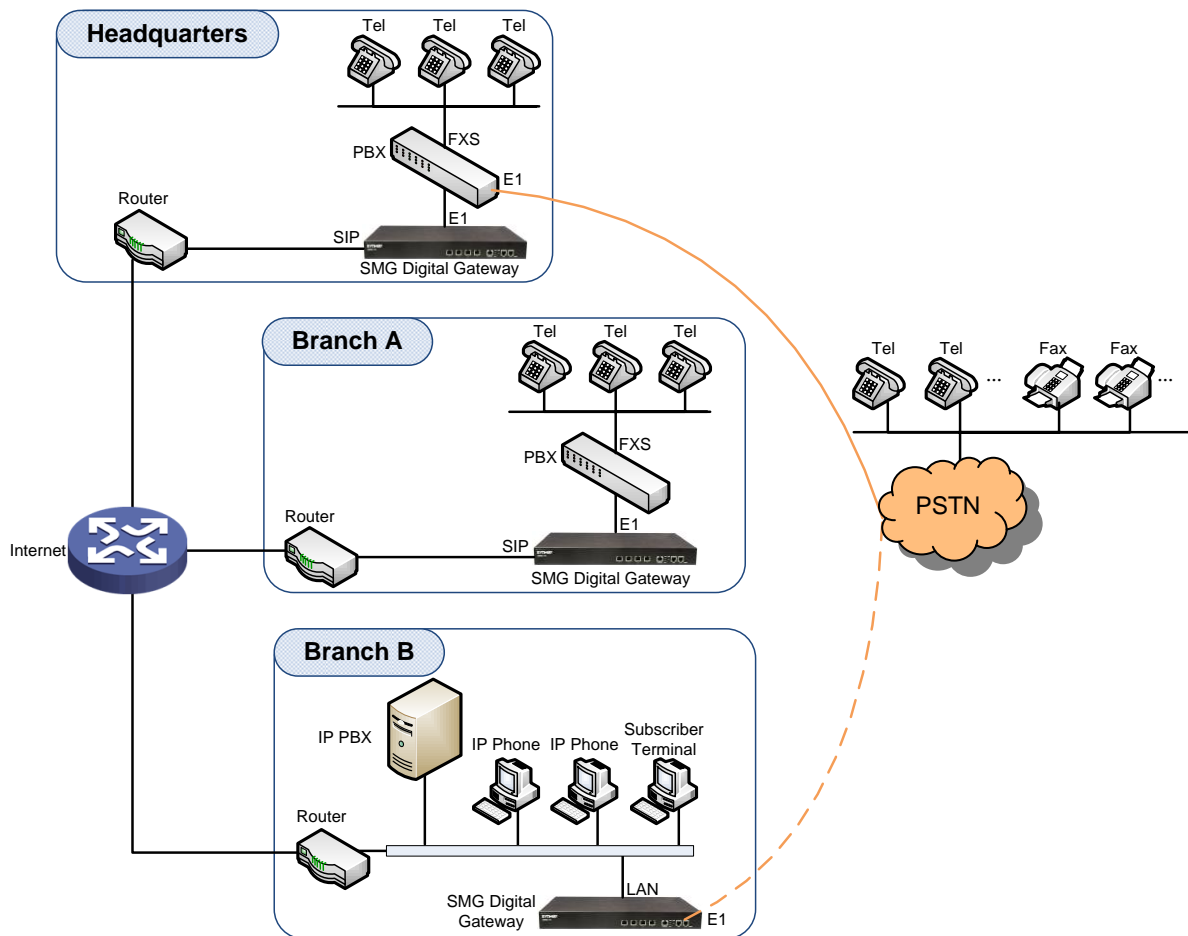 Headquarters
Tel
Tel
Tel
FXS
PBX
E1
E1
Router
SIP
SMG Digital Gateway
Branch A
Tel
Tel
Tel
FXS
PBX
E1
Router
SIP
SMG Digital Gateway
Internet
Tel
Tel
...
Fax
Fax
...
PSTN
Branch B
IP PBX
IP Phone
IP Phone
Subscriber
Terminal
Router
LAN
SMG Digital
Gateway
E1